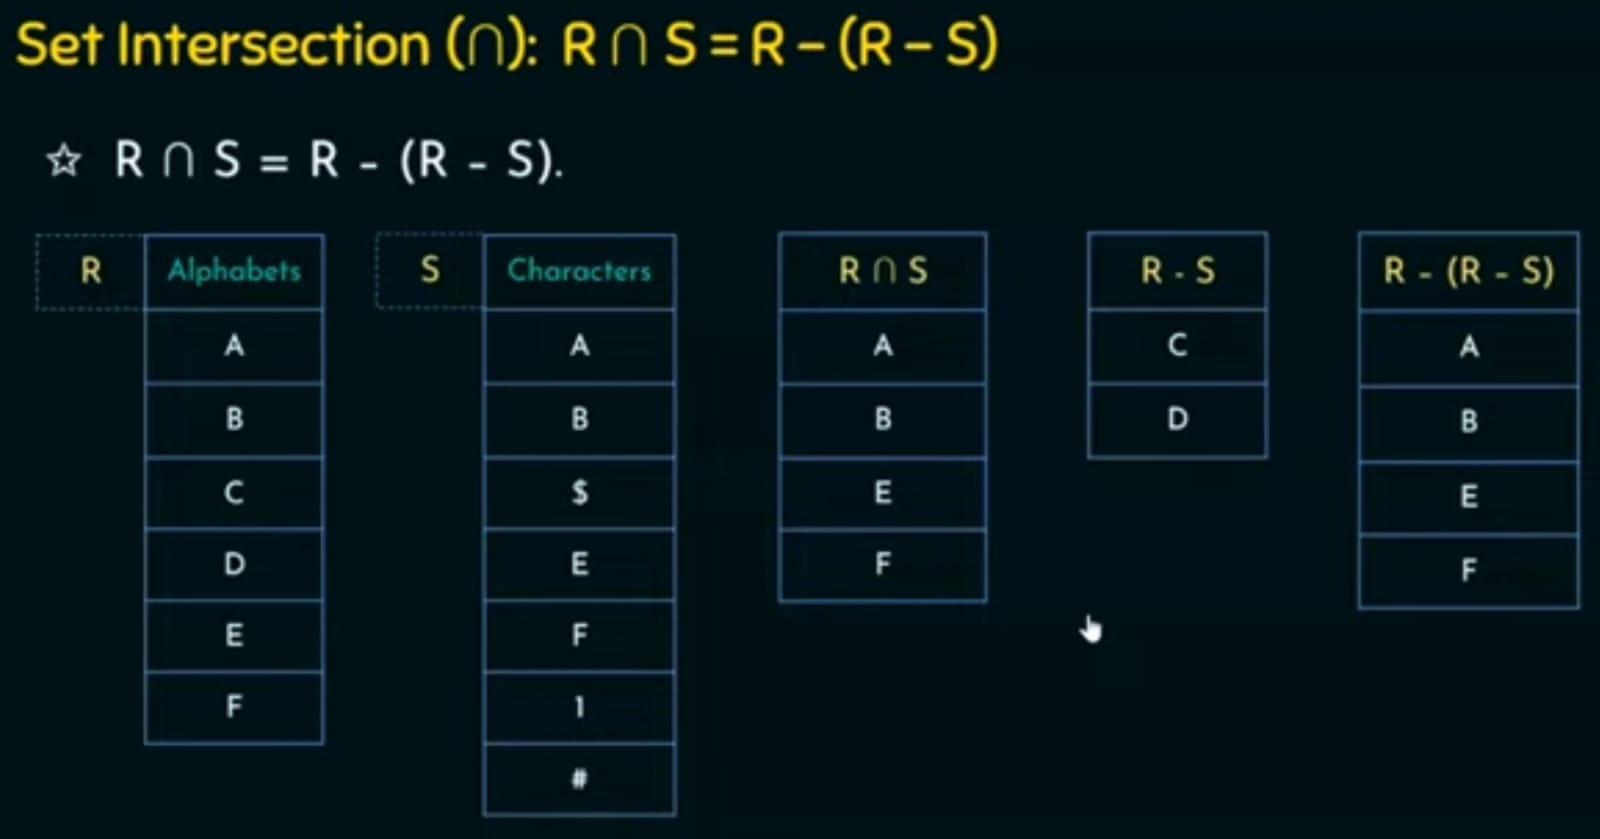 Set Intersection (∩): R ∩ S = R – (R – S)
☆ R ∩ S = R - (R - S).
R Alphabets
A
B
C
D
E
F
S Characters
A
B
$
E
F
1
#
R ∩ S
A
B
E
F
R - S
C
D
R - (R - S)
A
B
E
F